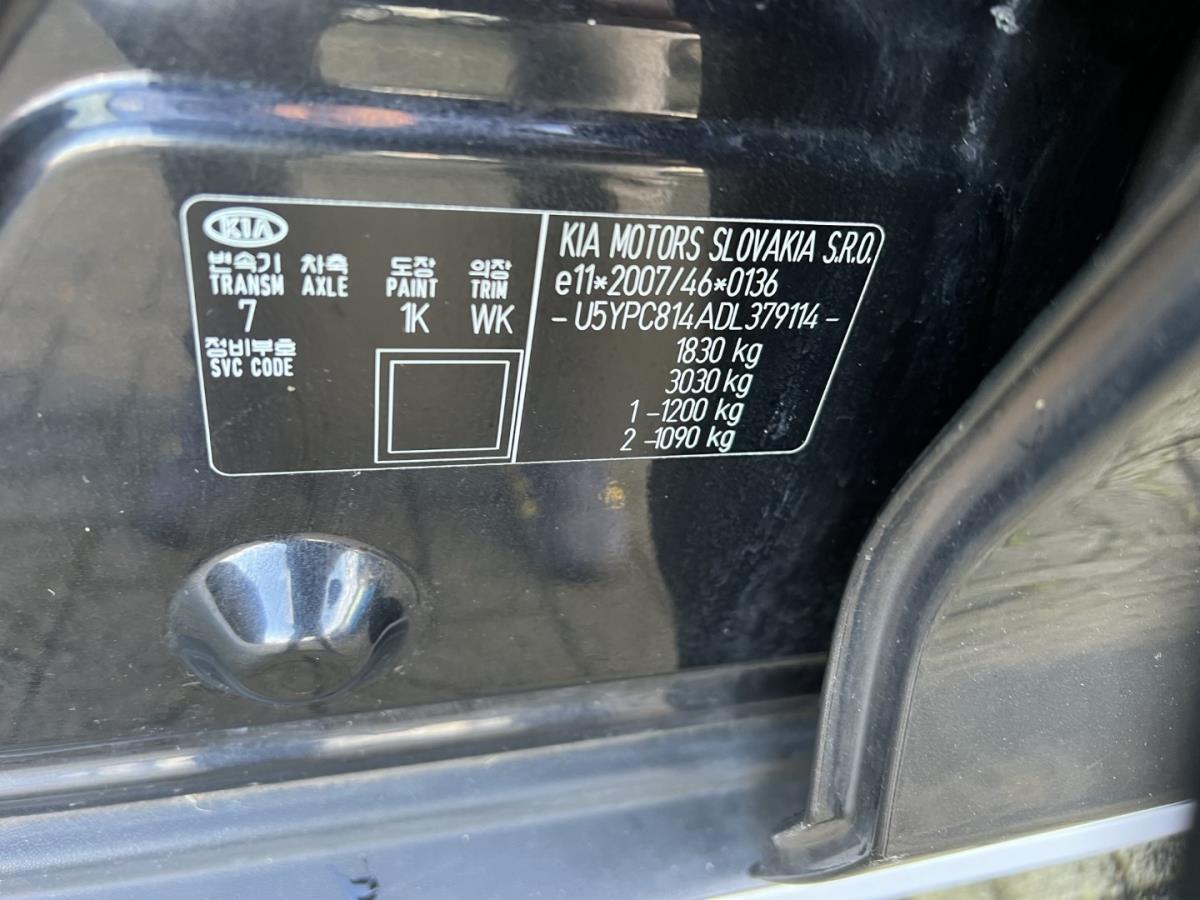 KIA
변속기 차축 도장 의장
TRANSM AXLE PAINT TRIM
7 1K WK
정비부호
SVC CODE
KIA MOTORS SLOVAKIA S.R.O.
e11*2007/46*0136
- U5YPC814ADL379114 -
1830 kg
3030 kg
1 -1200 kg
2 -1090 kg